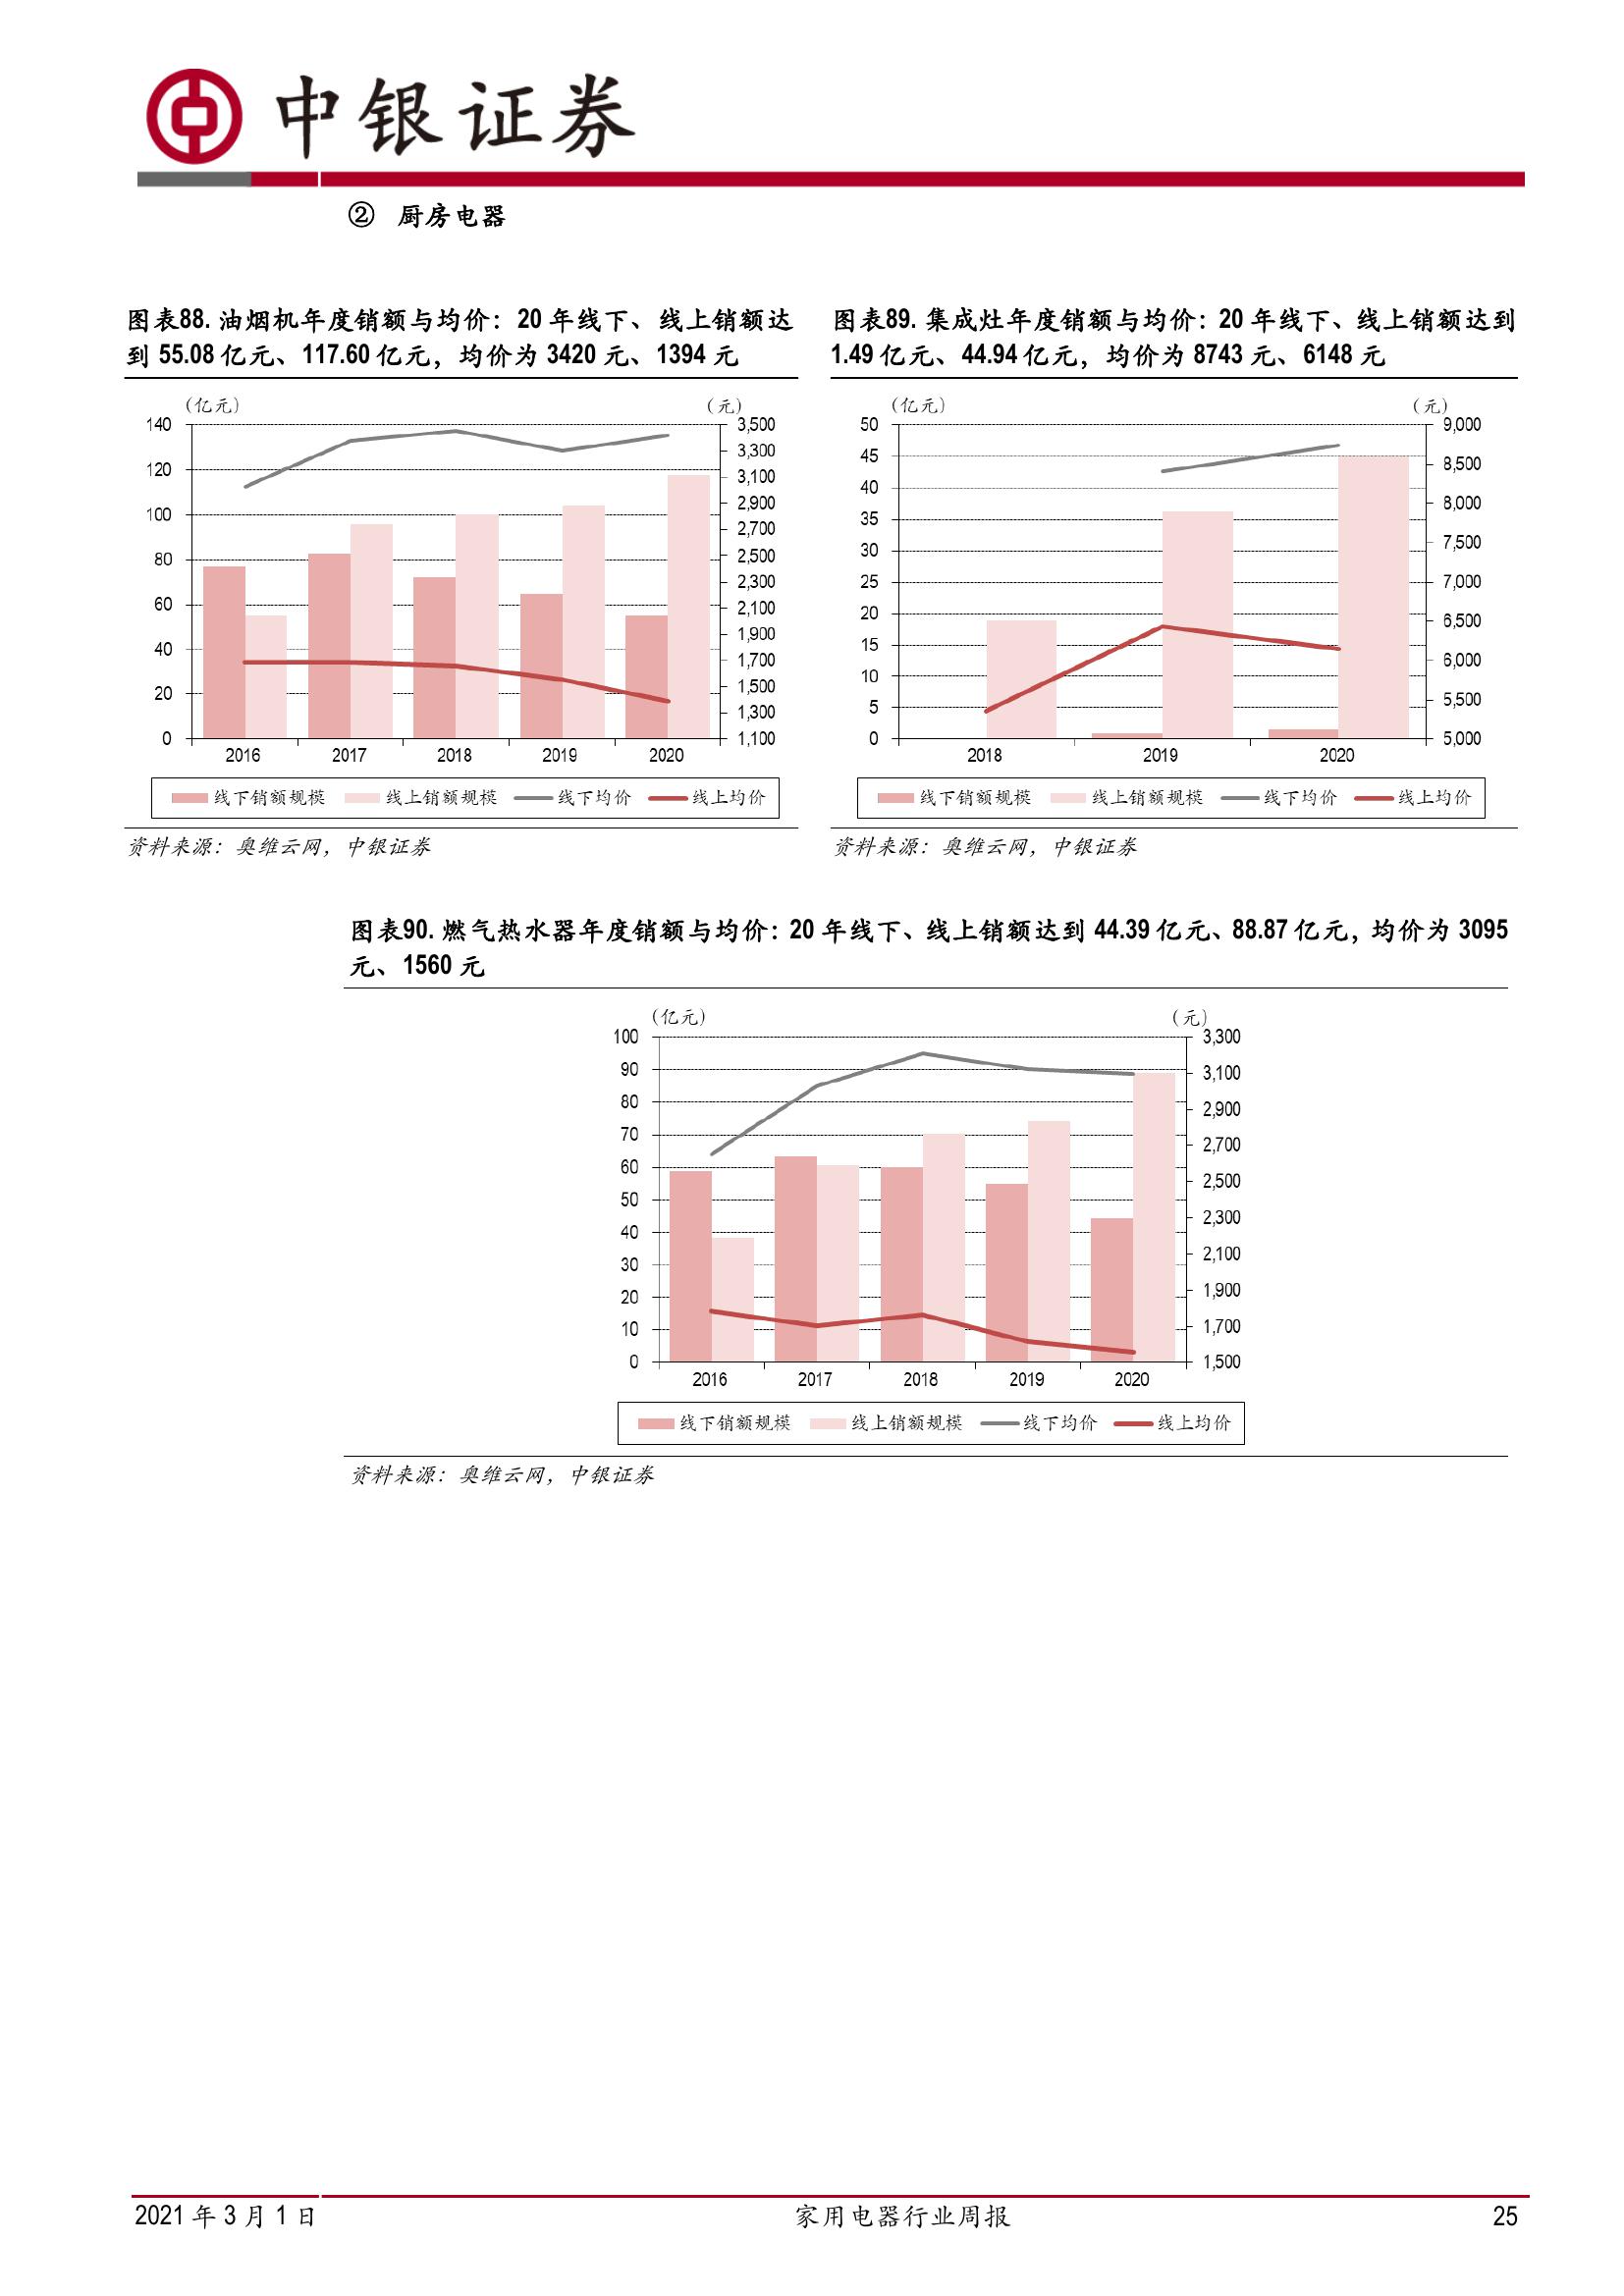 中银证券
② 厨房电器
图表88. 油烟机年度销额与均价：20 年线下、线上销额达
到 55.08 亿元、117.60 亿元，均价为 3420 元、1394 元
(亿元)
(元)
140
120
100
80
60
40
20
0
3,500
3,300
3,100
2,900
2,700
2,500
2,300
2,100
1,900
1,700
1,500
1,300
1,100
2016 2017 2018 2019 2020
线下销额规模 线上销额规模 线下均价 线上均价
资料来源：奥维云网，中银证券
图表89. 集成灶年度销额与均价：20 年线下、线上销额达到
1.49 亿元、44.94 亿元，均价为 8743 元、6148 元
(亿元)
(元)
50
45
40
35
30
25
20
15
10
5
0
9,000
8,500
8,000
7,500
7,000
6,500
6,000
5,500
5,000
2018 2019 2020
线下销额规模 线上销额规模 线下均价 线上均价
资料来源：奥维云网，中银证券
图表90. 燃气热水器年度销额与均价：20 年线下、线上销额达到 44.39 亿元、88.87 亿元，均价为 3095
元、1560 元
(亿元)
(元)
100
90
80
70
60
50
40
30
20
10
0
3,300
3,100
2,900
2,700
2,500
2,300
2,100
1,900
1,700
1,500
2016 2017 2018 2019 2020
线下销额规模 线上销额规模 线下均价 线上均价
资料来源：奥维云网，中银证券
2021 年 3 月 1 日 家用电器行业周报 25